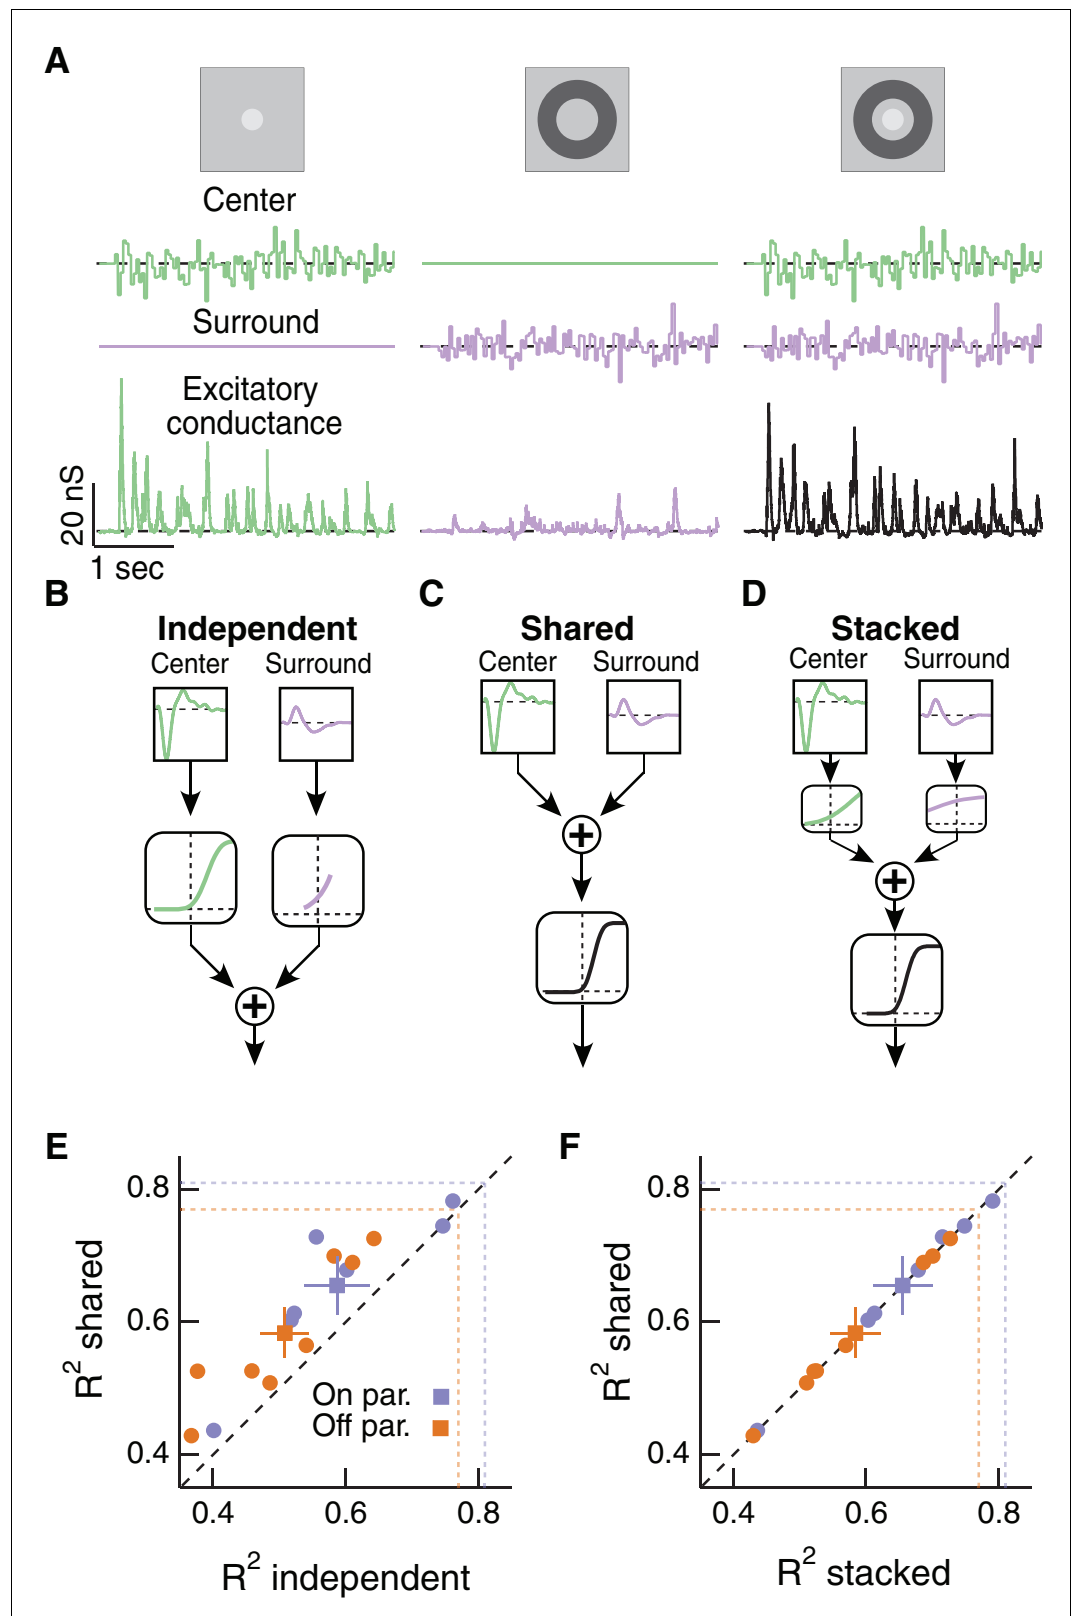 A
Center
Surround
Excitatory
conductance
20 nS
1 sec
B
Independent
Center Surround
+
C
Shared
Center Surround
+
D
Stacked
Center Surround
+
E
0.8
0.6
0.4
R² shared
On par.
Off par.
0.4 0.6 0.8
R² independent
F
0.8
0.6
0.4
R² shared
0.4 0.6 0.8
R² stacked